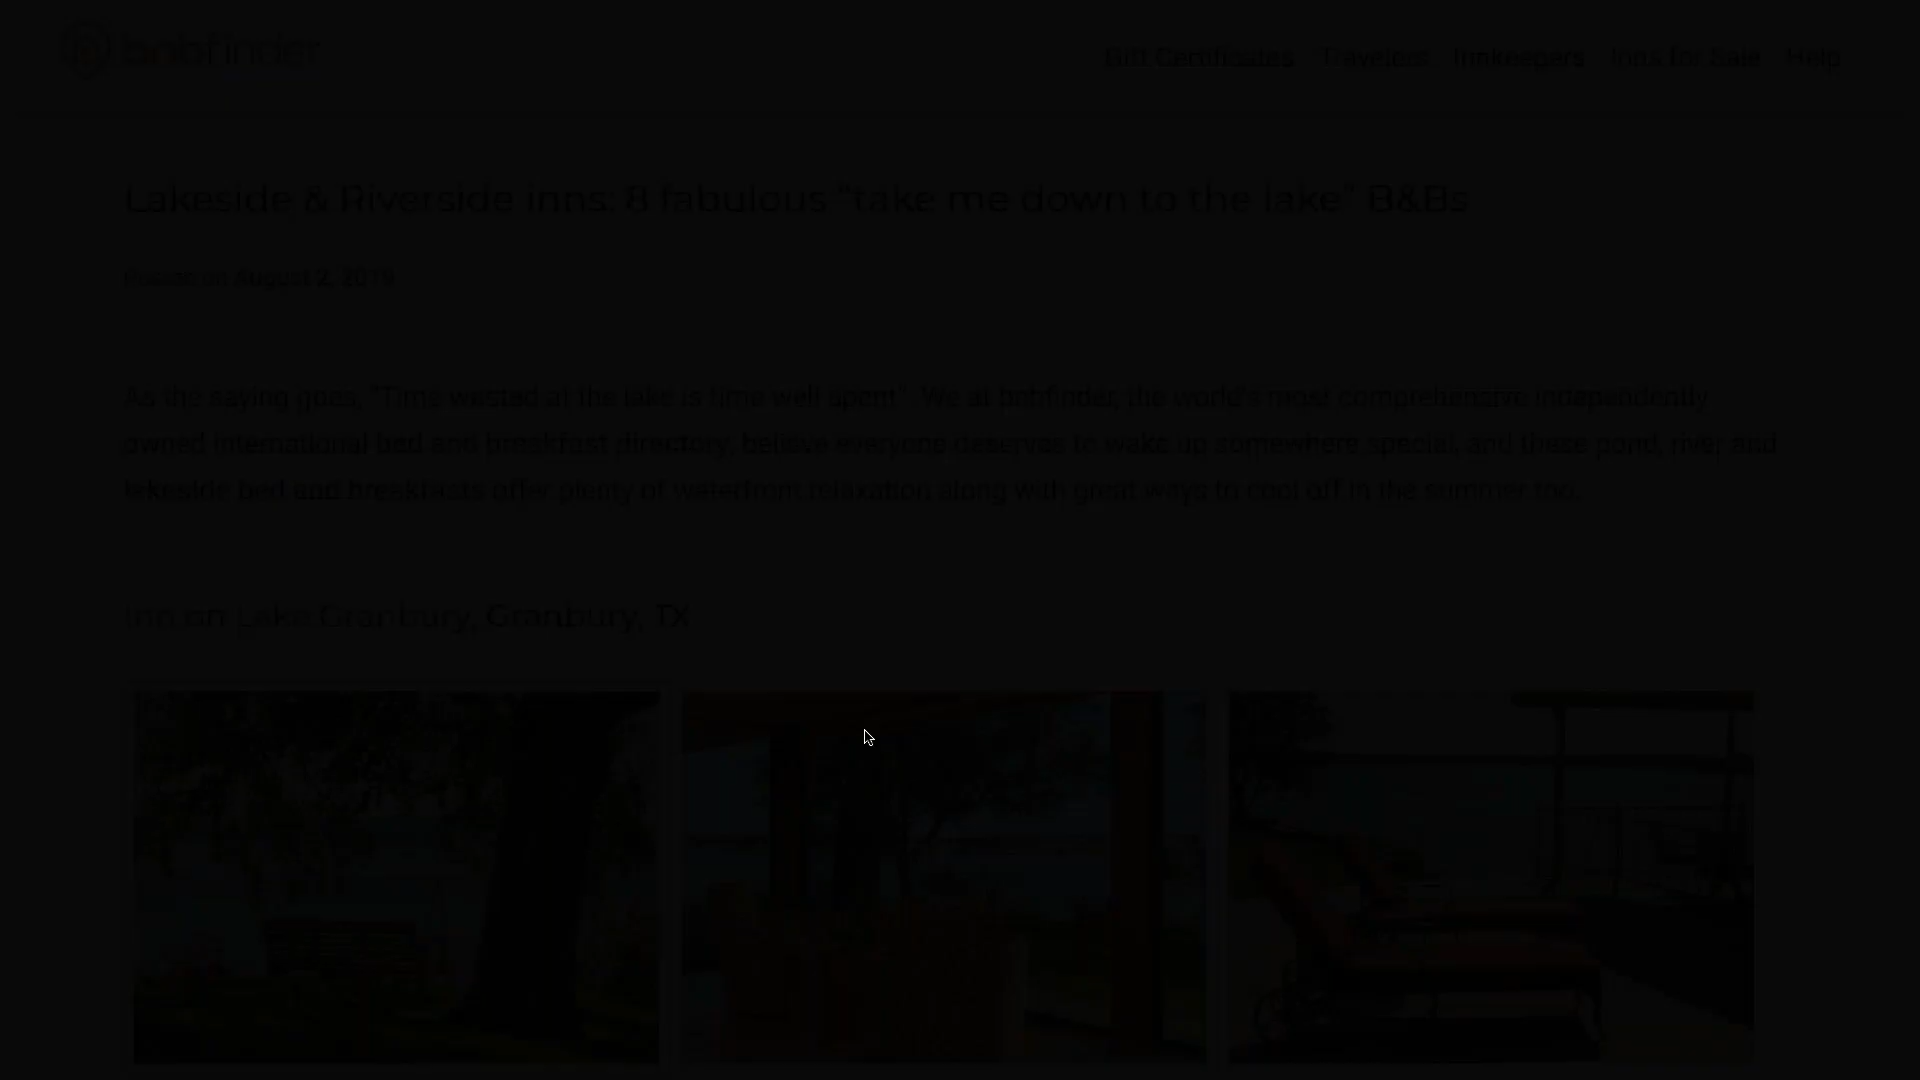 bnbfinder
Gift Certificates Travelers Innkeepers Inns for Sale Help
Lakeside & Riverside inns: 8 fabulous "take me down to the lake" B&Bs
Posted on August 2, 2019
As the saying goes, "Time wasted at the lake is time well spent". We at bnbfinder, the world's most comprehensive independently
owned international bed and breakfast directory, believe everyone deserves to wake up somewhere special, and these pond, river and
lakeside bed and breakfasts offer plenty of waterfront relaxation along with great ways to cool off in the summer too.
Inn on Lake Granbury, Granbury, TX